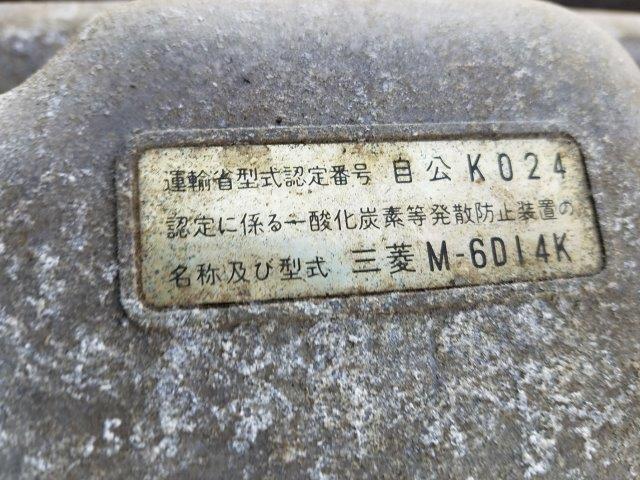 運輸省型式認定番号 自公K024
認定に係る一酸化炭素等発散防止装置の
名称及び型式 三菱M-6D14K